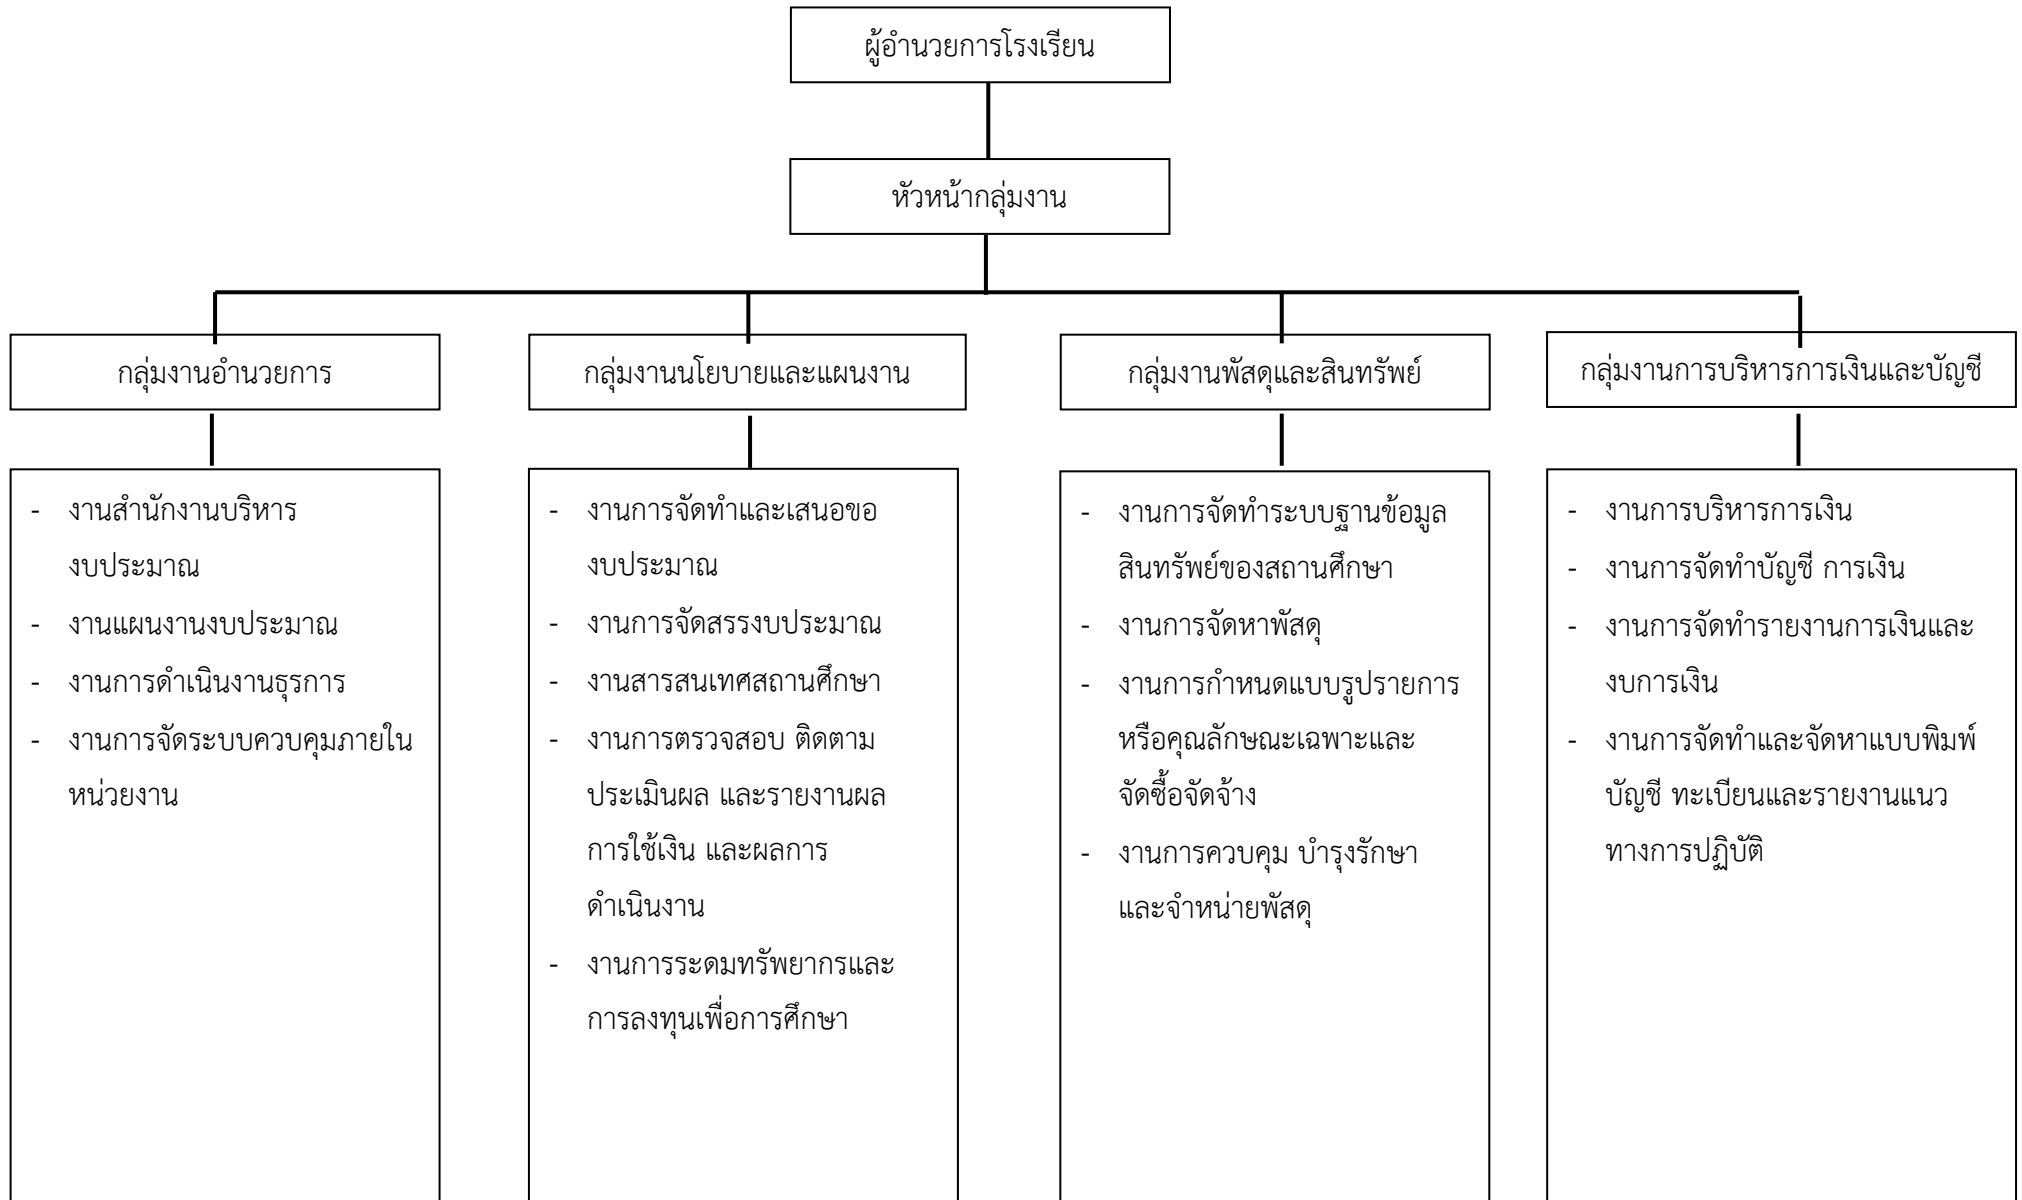 ผู้อำนวยการโรงเรียน
หัวหน้ากลุ่มงาน
กลุ่มงานอำนวยการ
- งานสำนักงานบริหาร
งบประมาณ
- งานแผนงานงบประมาณ
- งานการดำเนินงานธุรการ
- งานการจัดระบบควบคุมภายใน
หน่วยงาน
กลุ่มงานนโยบายและแผนงาน
- งานการจัดทำและเสนอขอ
งบประมาณ
- งานการจัดสรรงบประมาณ
- งานสารสนเทศสถานศึกษา
- งานการตรวจสอบ ติดตาม
ประเมินผล และรายงานผล
การใช้เงิน และผลการ
ดำเนินงาน
- งานการระดมทรัพยากรและ
การลงทุนเพื่อการศึกษา
กลุ่มงานพัสดุและสินทรัพย์
- งานการจัดทำระบบฐานข้อมูล
สินทรัพย์ของสถานศึกษา
- งานการจัดหาพัสดุ
- งานการกำหนดแบบรูปรายการ
หรือคุณลักษณะเฉพาะและ
จัดซื้อจัดจ้าง
- งานการควบคุม บำรุงรักษา
และจำหน่ายพัสดุ
กลุ่มงานการบริหารการเงินและบัญชี
- งานการบริหารการเงิน
- งานการจัดทำบัญชี การเงิน
- งานการจัดทำรายงานการเงินและ
งบการเงิน
- งานการจัดทำและจัดหาแบบพิมพ์
บัญชี ทะเบียนและรายงานแนว
ทางการปฏิบัติ